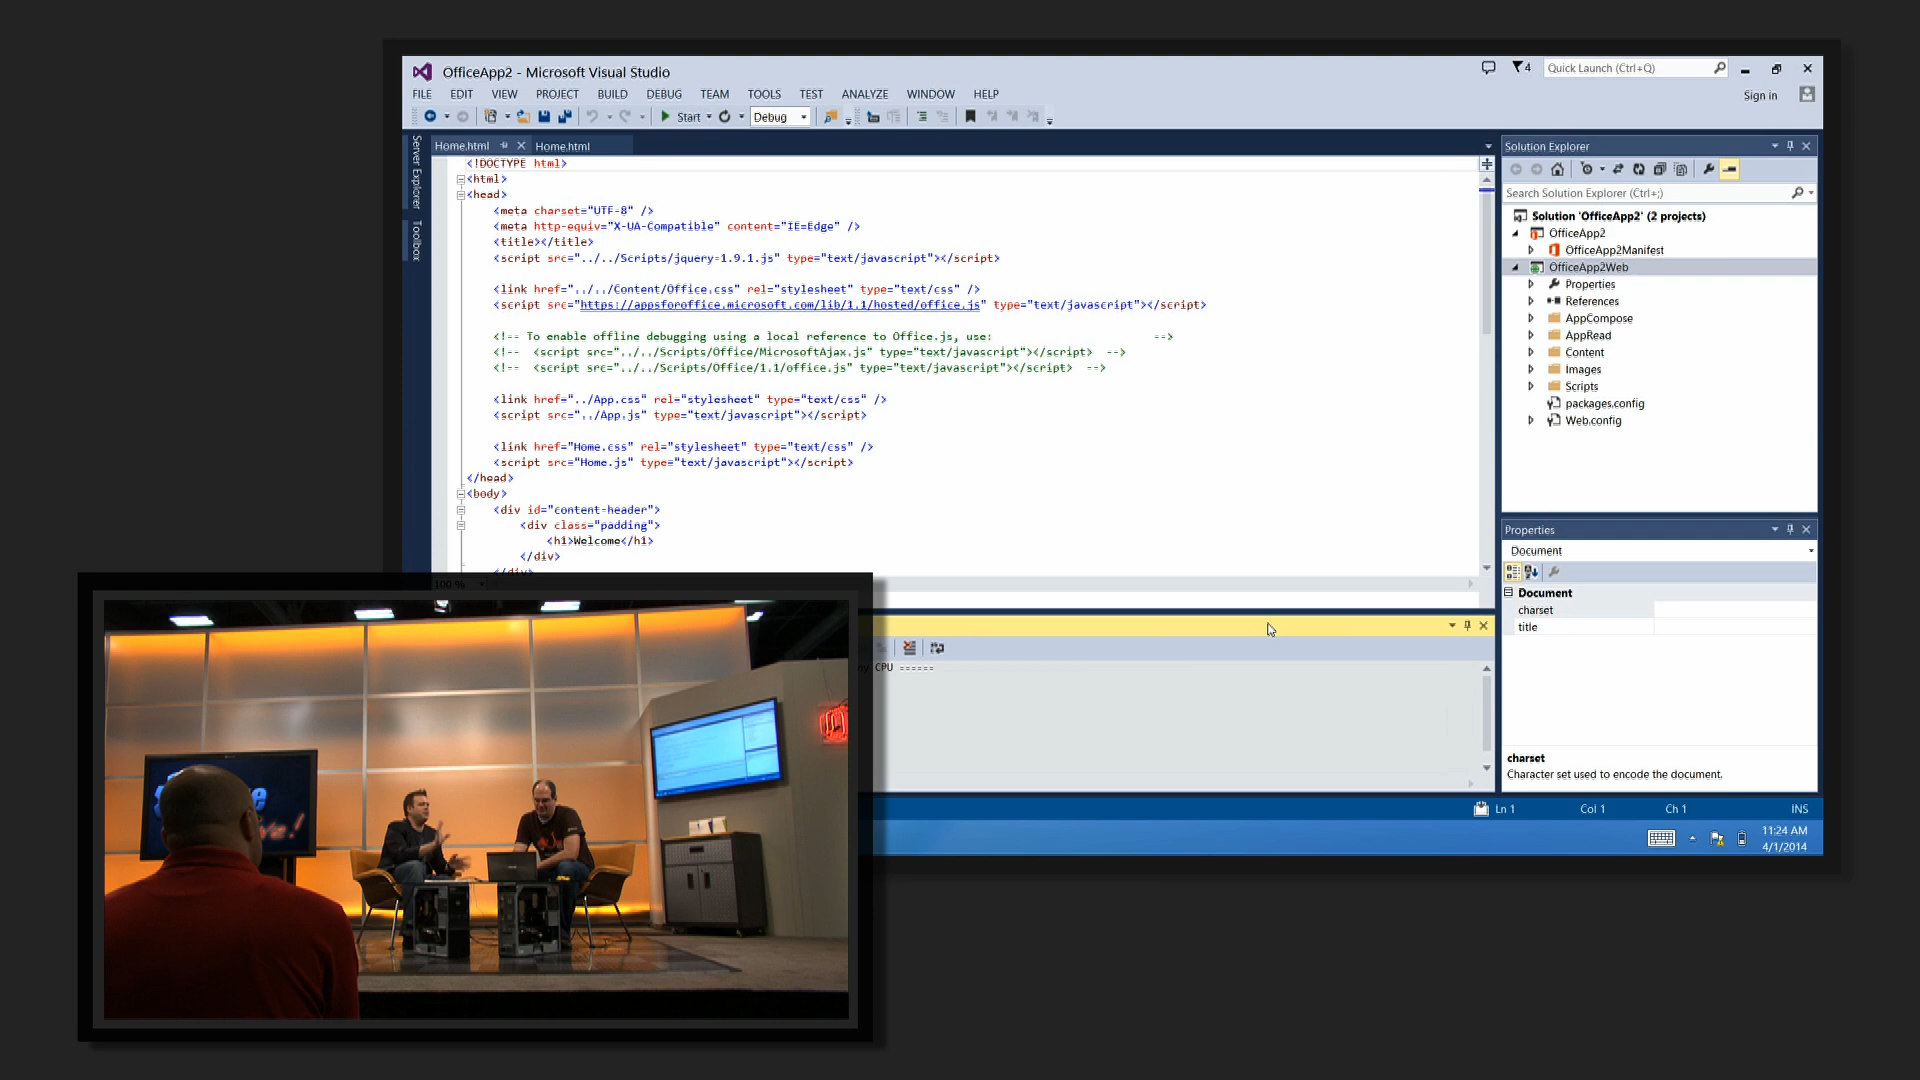 OfficeApp2 - Microsoft Visual Studio
4
Quick Launch (Ctrl+Q)
FILE EDIT VIEW PROJECT BUILD DEBUG TEAM TOOLS TEST ANALYZE WINDOW HELP
Sign in
Start Debug
Server Explorer
Toolbox
Home.html Home.html
<!DOCTYPE html>
<html>
<head>
<meta charset="UTF-8" />
<meta http-equiv="X-UA-Compatible" content="IE=Edge" />
<title></title>
<script src="../../Scripts/jquery-1.9.1.js" type="text/javascript"></script>
<link href="../../Content/Office.css" rel="stylesheet" type="text/css" />
<script src="https://appsforoffice.microsoft.com/lib/1.1/hosted/office.js" type="text/javascript"></script>
<!-- To enable offline debugging using a local reference to Office.js, use: -->
<!-- <script src="../../Scripts/Office/MicrosoftAjax.js" type="text/javascript"></script> -->
<!-- <script src="../../Scripts/Office/1.1/office.js" type="text/javascript"></script> -->
<link href="../App.css" rel="stylesheet" type="text/css" />
<script src="../App.js" type="text/javascript"></script>
<link href="Home.css" rel="stylesheet" type="text/css" />
<script src="Home.js" type="text/javascript"></script>
</head>
<body>
<div id="content-header">
<div class="padding">
<h1>Welcome</h1>
</div>
</div>
100 %
CPU ======
Solution Explorer
Search Solution Explorer (Ctrl+;)
Solution 'OfficeApp2' (2 projects)
OfficeApp2
OfficeApp2Manifest
OfficeApp2Web
Properties
References
AppCompose
AppRead
Content
Images
Scripts
packages.config
Web.config
Properties
Document
Document
charset
title
charset
Character set used to encode the document.
Ln 1 Col 1 Ch 1 INS
11:24 AM
4/1/2014